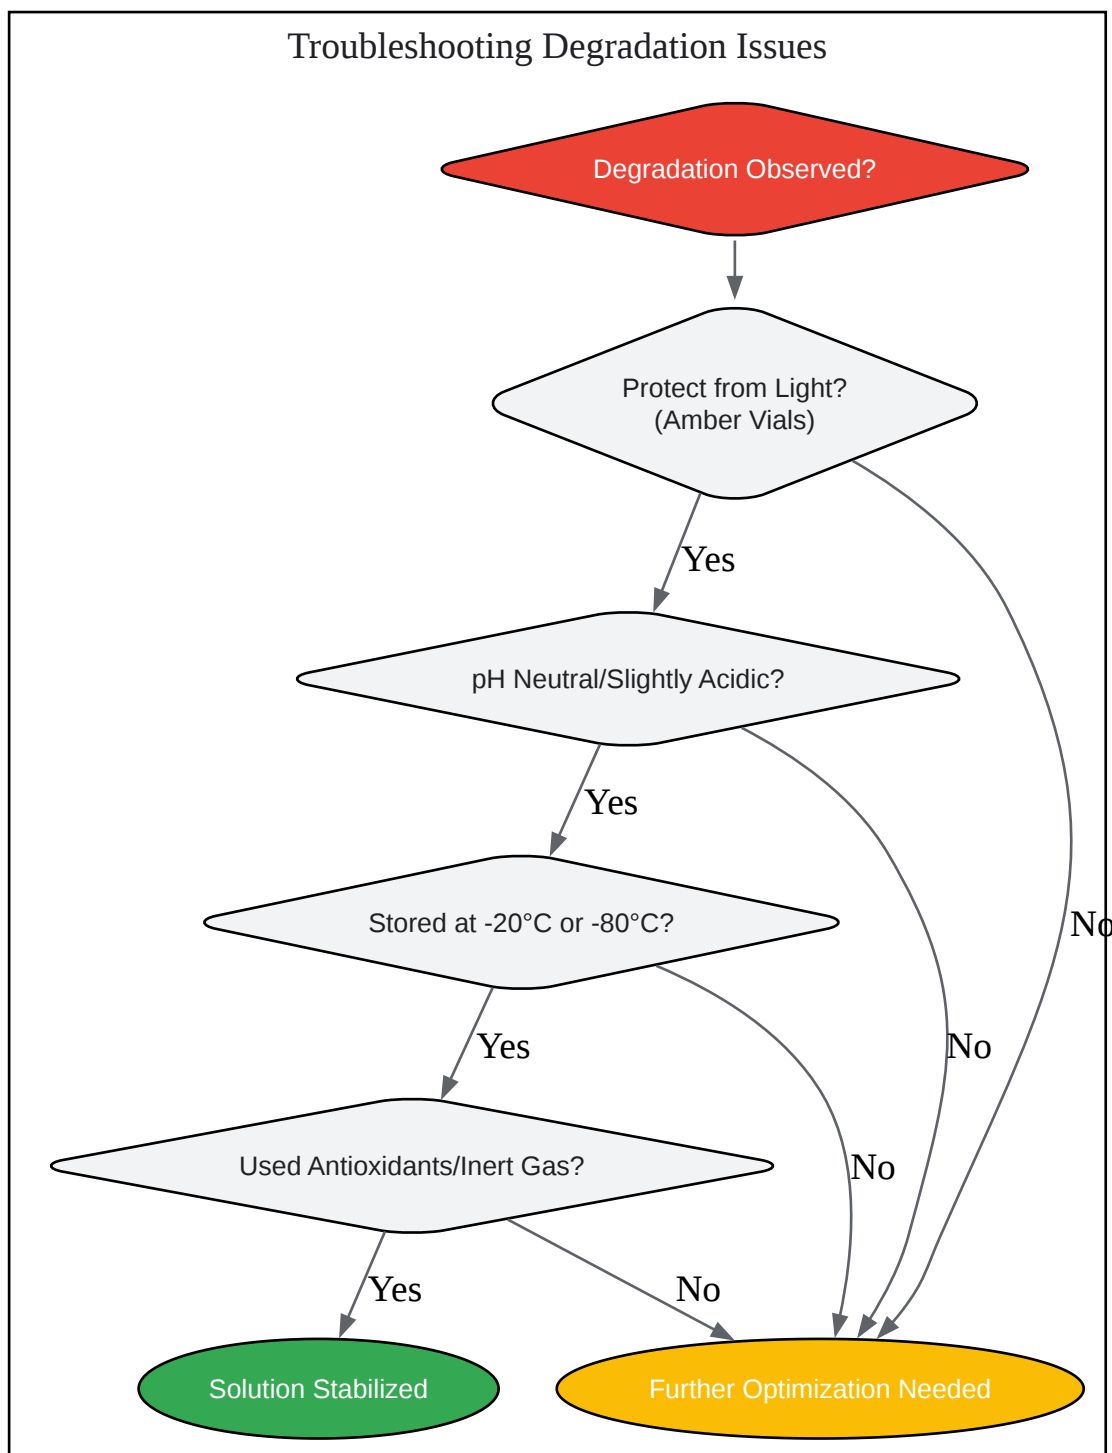 Troubleshooting Degradation Issues
Degradation Observed?
Protect from Light?
(Amber Vials)
Yes
pH Neutral/Slightly Acidic?
Yes
Stored at -20°C or -80°C?
No
Yes
No
Used Antioxidants/Inert Gas?
No
Yes
No
Solution Stabilized
Further Optimization Needed